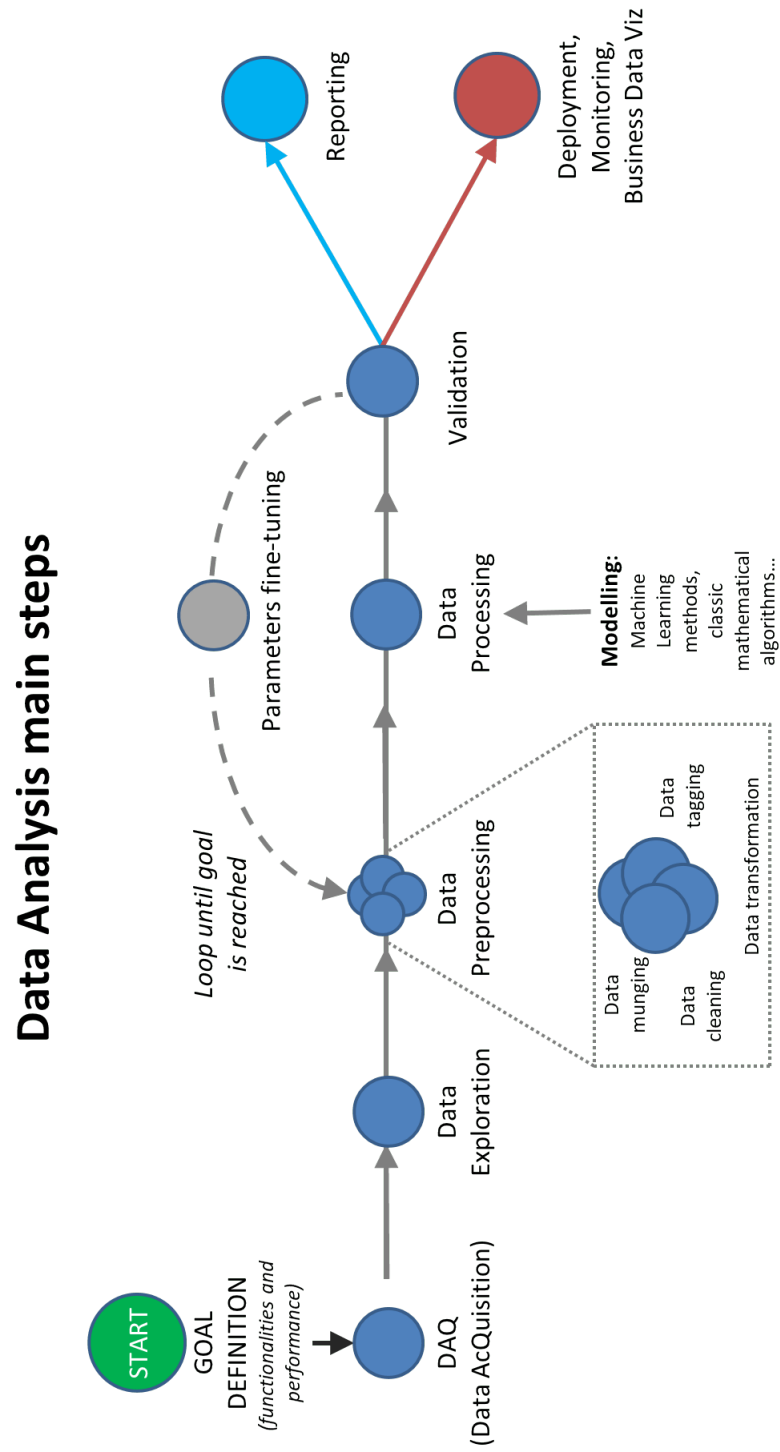 Data Analysis main steps
START
GOAL
DEFINITION
(functionalities and
performance)
DAQ
(Data AcQuisition)
Data
Exploration
Loop until goal
is reached
Data
Preprocessing
Data
munging
Data
cleaning
Data
tagging
Data transformation
Parameters fine-tuning
Data
Processing
Modelling:
Machine
Learning
methods,
classic
mathematical
algorithms...
Validation
Reporting
Deployment,
Monitoring,
Business Data Viz